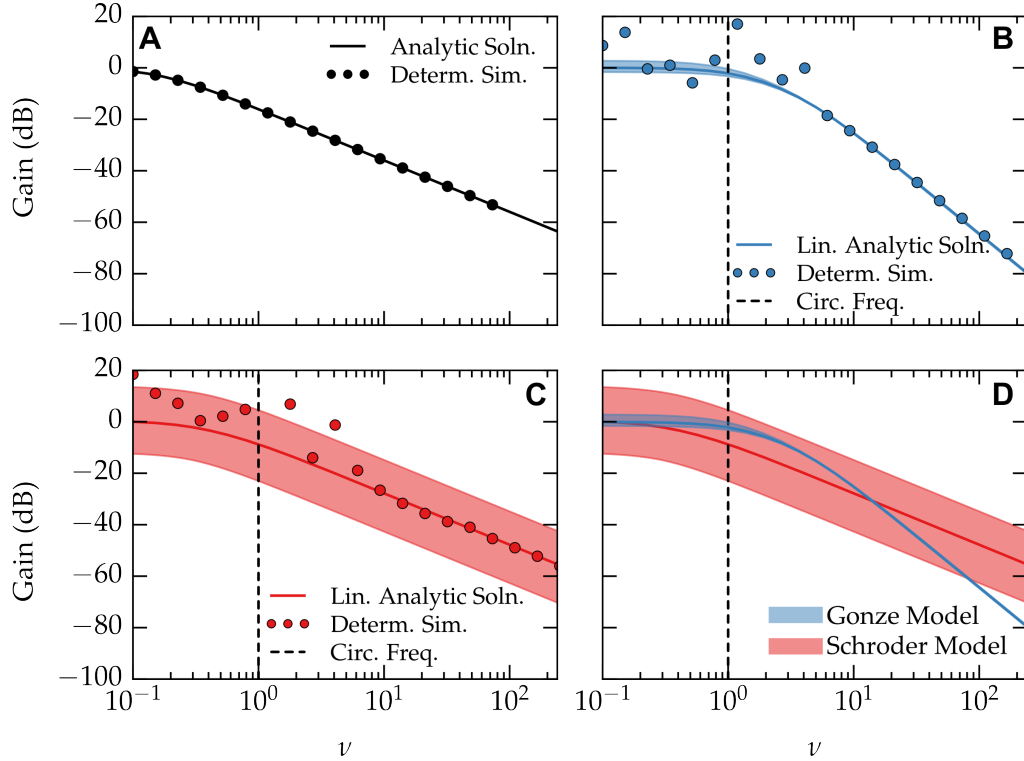 20
0
−20
−40
−60
−80
−100
Gain (dB)
A
Analytic Soln.
Determ. Sim.
B
Lin. Analytic Soln.
Determ. Sim.
Circ. Freq.
20
0
−20
−40
−60
−80
−100
Gain (dB)
C
Lin. Analytic Soln.
Determ. Sim.
Circ. Freq.
10⁻¹ 10⁰ 10¹ 10²
ν
D
Gonze Model
Schroder Model
10⁻¹ 10⁰ 10¹ 10²
ν